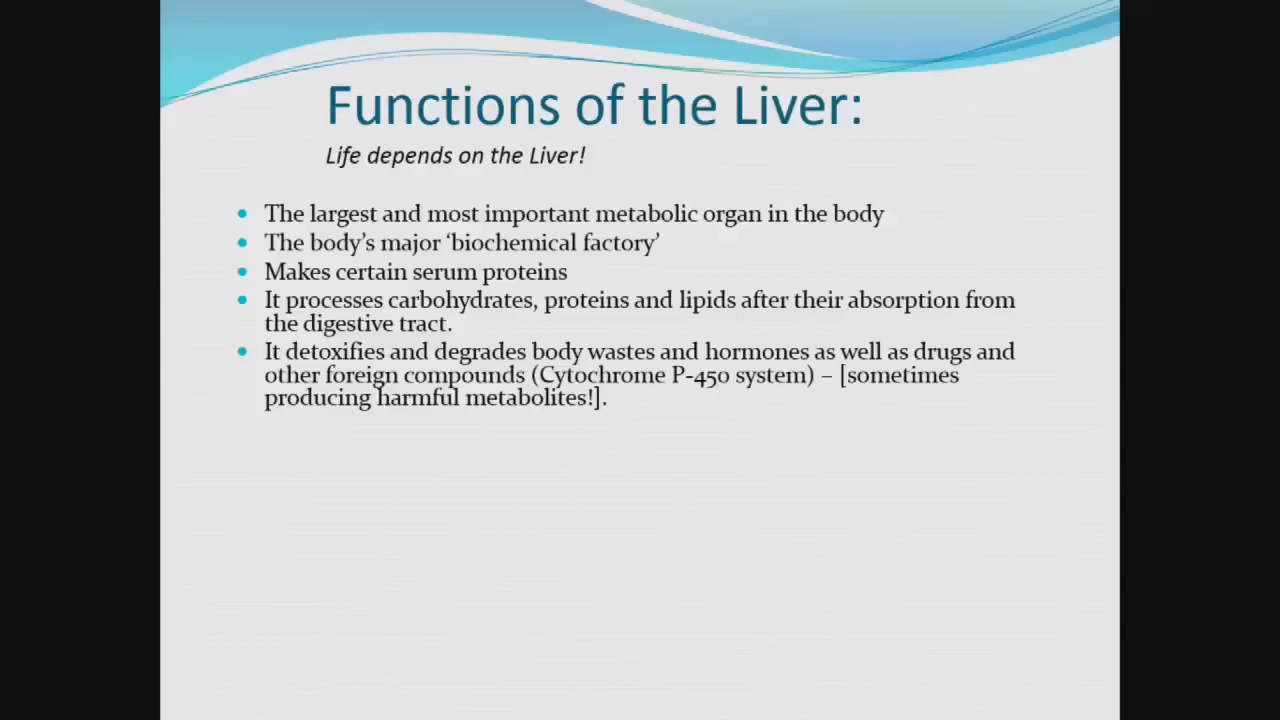 Functions of the Liver:
Life depends on the Liver!
• The largest and most important metabolic organ in the body
• The body’s major ‘biochemical factory’
• Makes certain serum proteins
• It processes carbohydrates, proteins and lipids after their absorption from
the digestive tract.
• It detoxifies and degrades body wastes and hormones as well as drugs and
other foreign compounds (Cytochrome P-450 system) – [sometimes
producing harmful metabolites!].